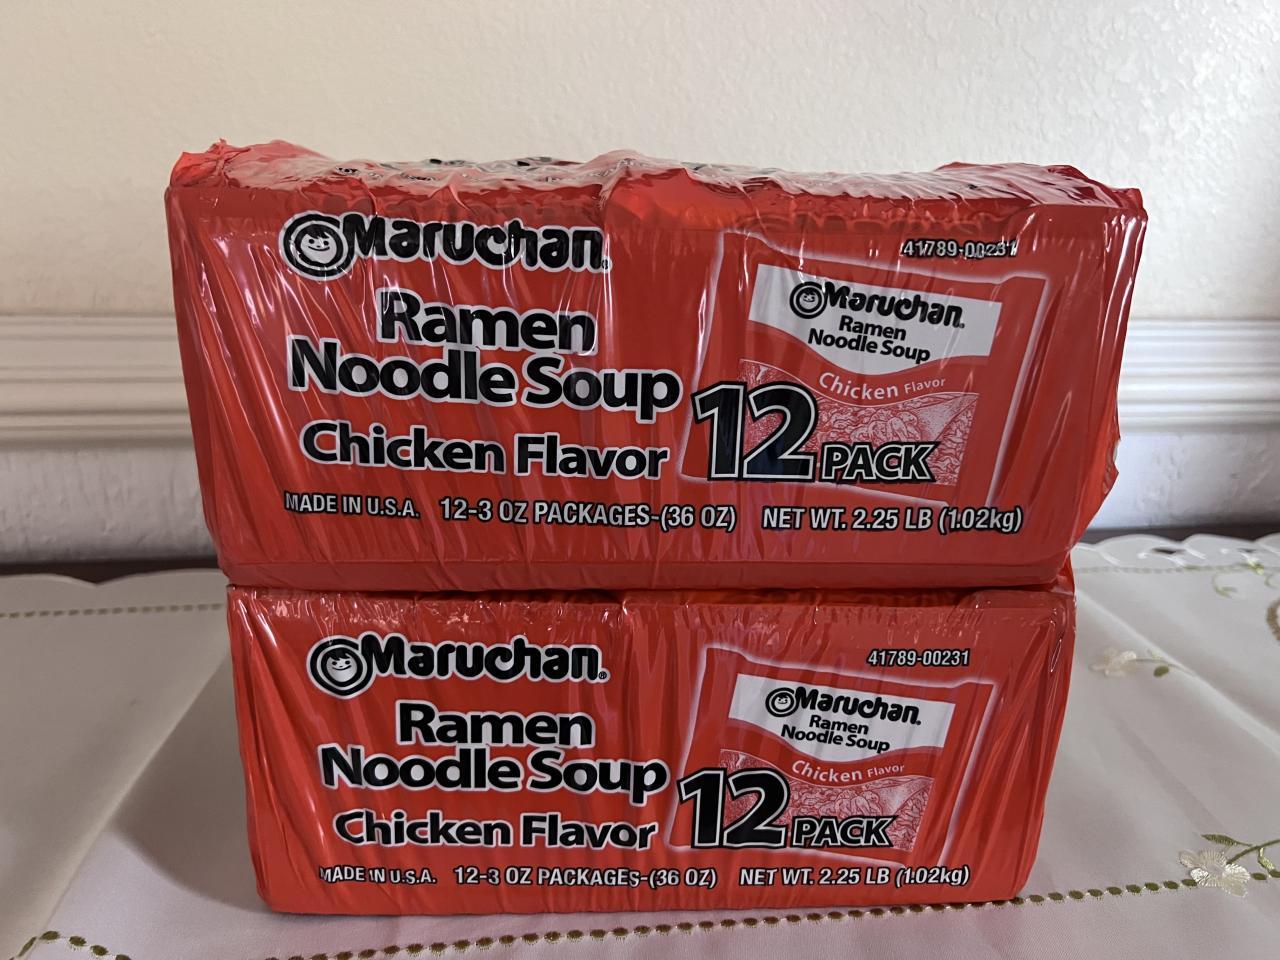 Maruchan®
Ramen
Noodle Soup
Chicken Flavor
MADE IN U.S.A. 12-3 OZ PACKAGES-(36 OZ) NET WT. 2.25 LB (1.02kg)
41789-00231
Maruchan.
Ramen
Noodle Soup
Chicken Flavor
12 PACK
Maruchan®
Ramen
Noodle Soup
Chicken Flavor
MADE IN U.S.A. 12-3 OZ PACKAGES-(36 OZ) NET WT. 2.25 LB (1.02kg)
41789-00231
Maruchan.
Ramen
Noodle Soup
Chicken Flavor
12 PACK